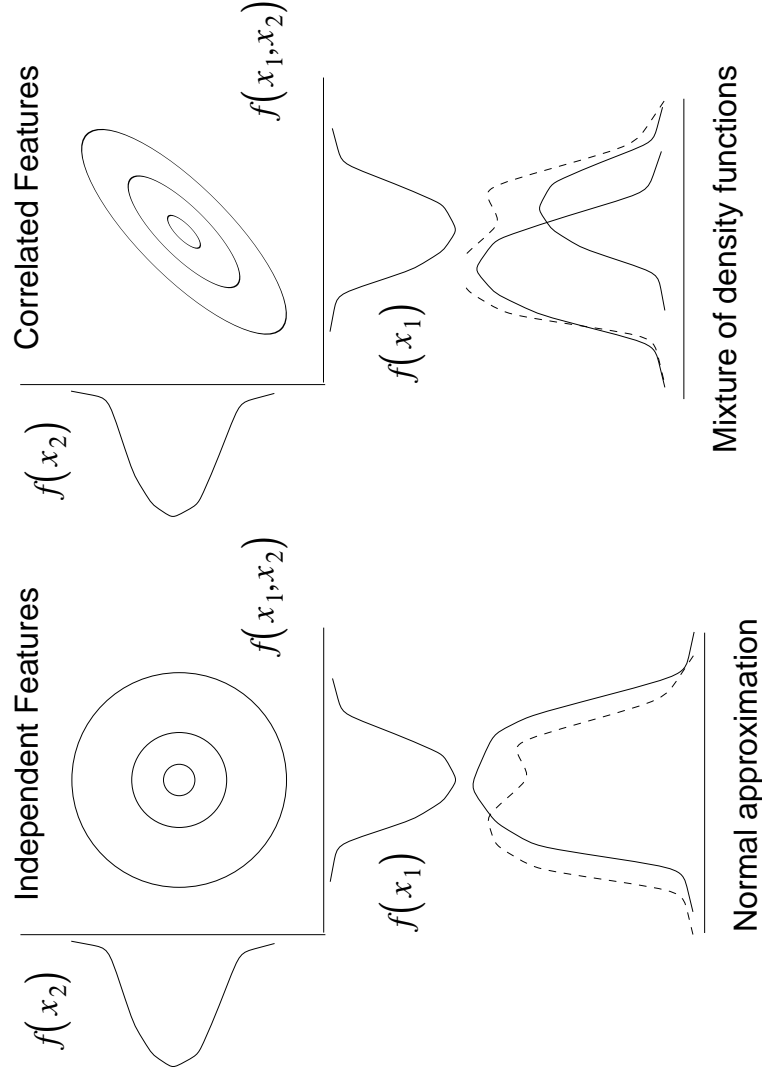 Independent Features
f(x₂)
f(x₁,x₂)
f(x₁)
Normal approximation
Correlated Features
f(x₂)
f(x₁,x₂)
f(x₁)
Mixture of density functions